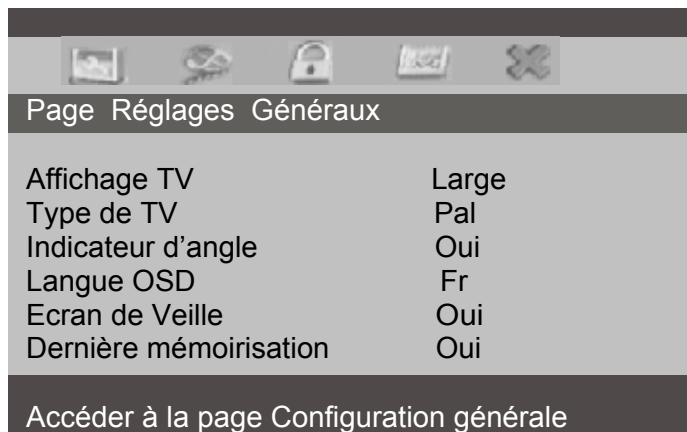 Page Réglages Généraux
Affichage TV Large
Type de TV Pal
Indicateur d’angle Oui
Langue OSD Fr
Ecran de Veille Oui
Dernière mémoirisation Oui
Accéder à la page Configuration générale